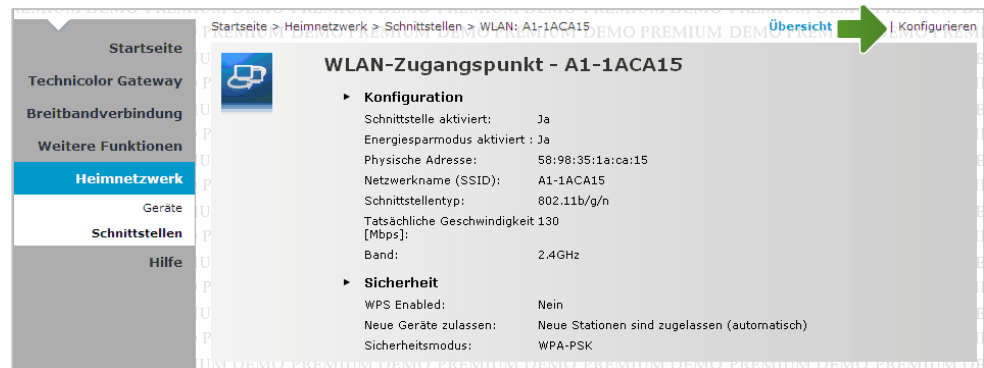 Startseite > Heimnetzwerk > Schnittstellen > WLAN: A1-1ACA15
Übersicht | Konfigurieren
Startseite
Technicolor Gateway
Breitbandverbindung
Weitere Funktionen
Heimnetzwerk
Geräte
Schnittstellen
Hilfe
WLAN-Zugangspunkt - A1-1ACA15
Konfiguration
Schnittstelle aktiviert: Ja
Energiesparmodus aktiviert : Ja
Physische Adresse: 58:98:35:1a:ca:15
Netzwerkname (SSID): A1-1ACA15
Schnittstellentyp: 802.11b/g/n
Tatsächliche Geschwindigkeit 130
[Mbps]:
Band: 2.4GHz
Sicherheit
WPS Enabled: Nein
Neue Geräte zulassen: Neue Stationen sind zugelassen (automatisch)
Sicherheitsmodus: WPA-PSK